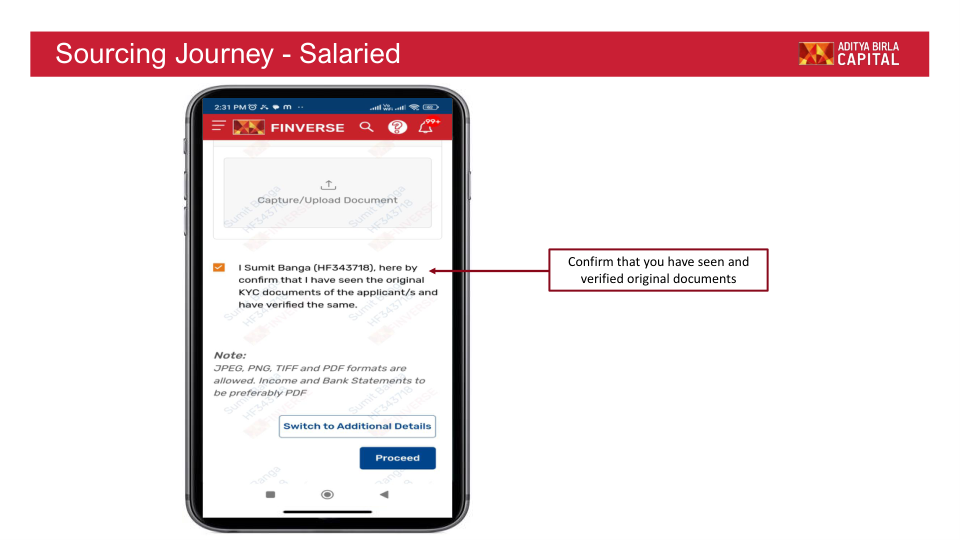 Sourcing Journey - Salaried
ADITYA BIRLA
CAPITAL
2:31 PM
FINVERSE
99+
Capture/Upload Document
I Sumit Banga (HF343718), here by
confirm that I have seen the original
KYC documents of the applicant/s and
have verified the same.
Confirm that you have seen and
verified original documents
Note:
JPEG, PNG, TIFF and PDF formats are
allowed. Income and Bank Statements to
be preferably PDF
Switch to Additional Details
Proceed